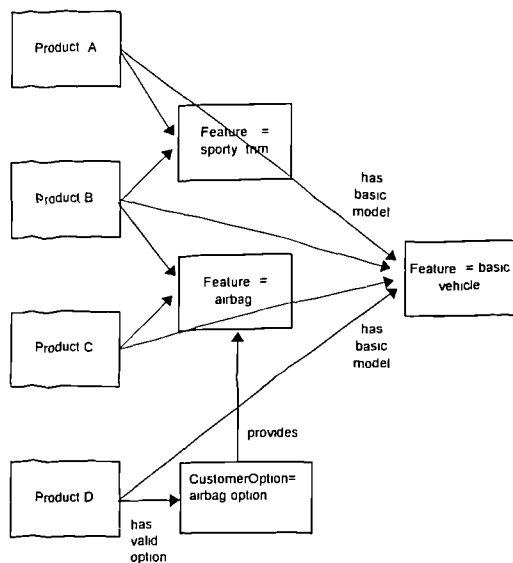 Product A
Feature =
sporty trim
has
basic
model
Product B
Feature =
airbag
Feature = basic
vehicle
Product C
has
basic
model
provides
Product D
CustomerOption=
airbag option
has
valid
option